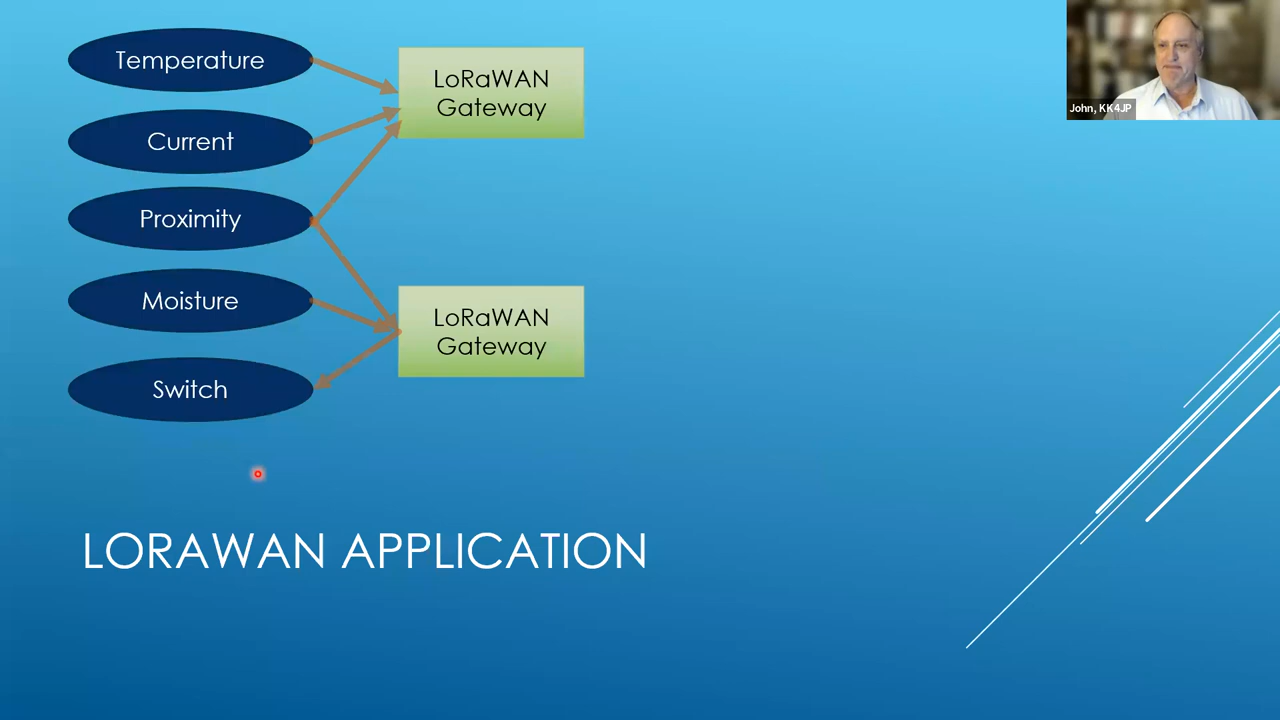 Temperature
LoRaWAN
Gateway
Current
Proximity
Moisture
LoRaWAN
Gateway
Switch
LORAWAN APPLICATION
John, KK4JP